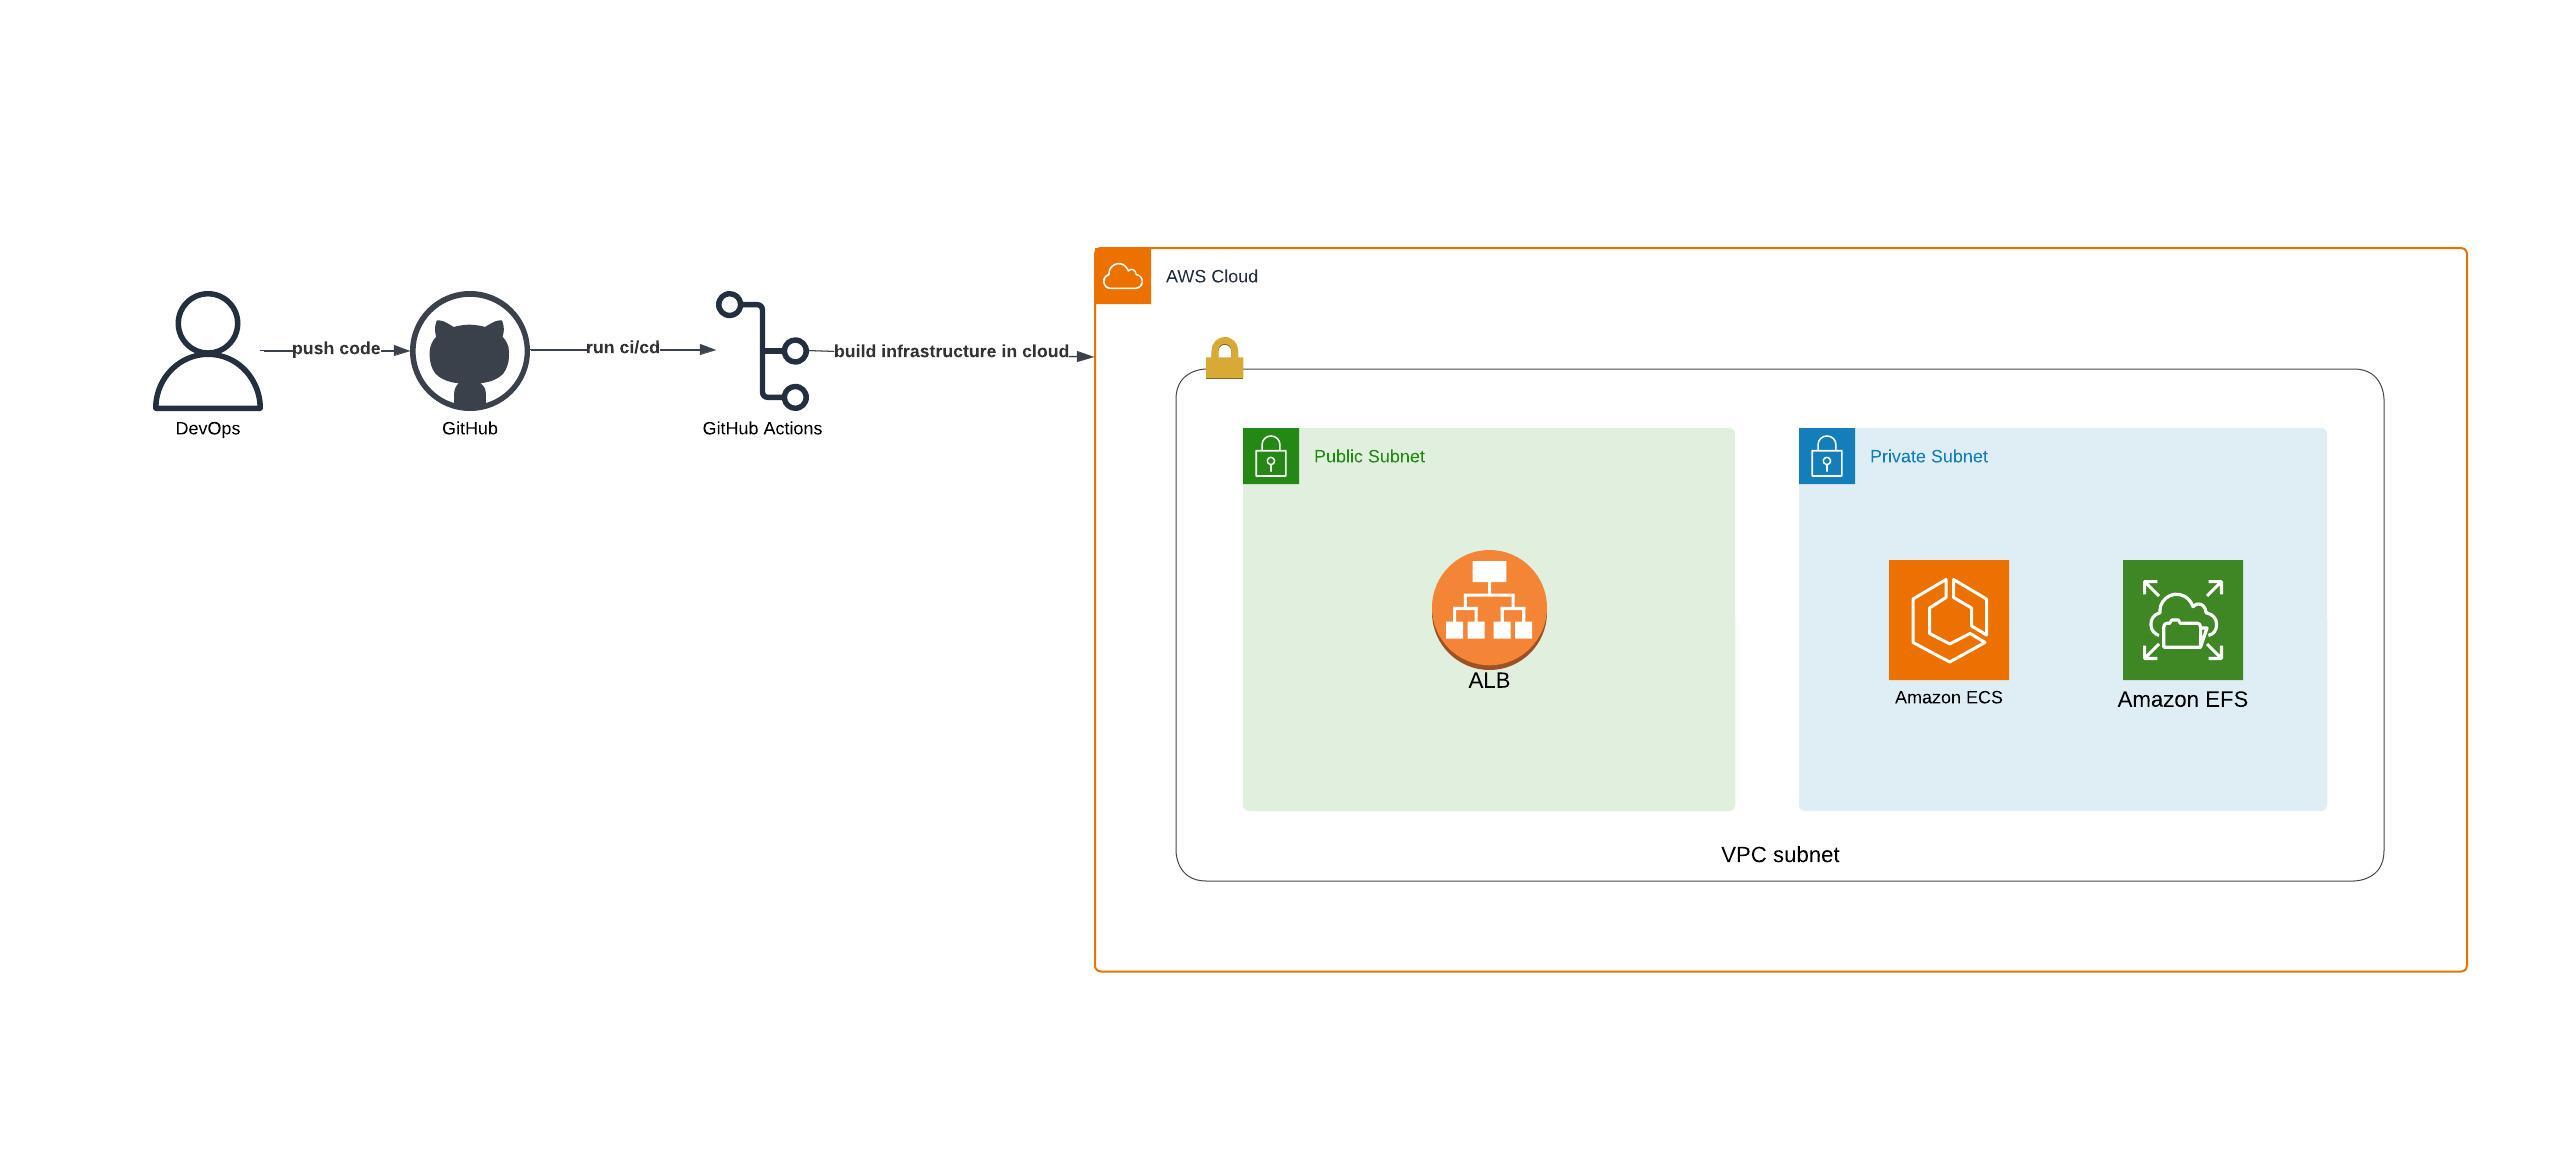 AWS Cloud
push code
run ci/cd
build infrastructure in cloud
DevOps
GitHub
GitHub Actions
Public Subnet
Private Subnet
ALB
Amazon ECS
Amazon EFS
VPC subnet